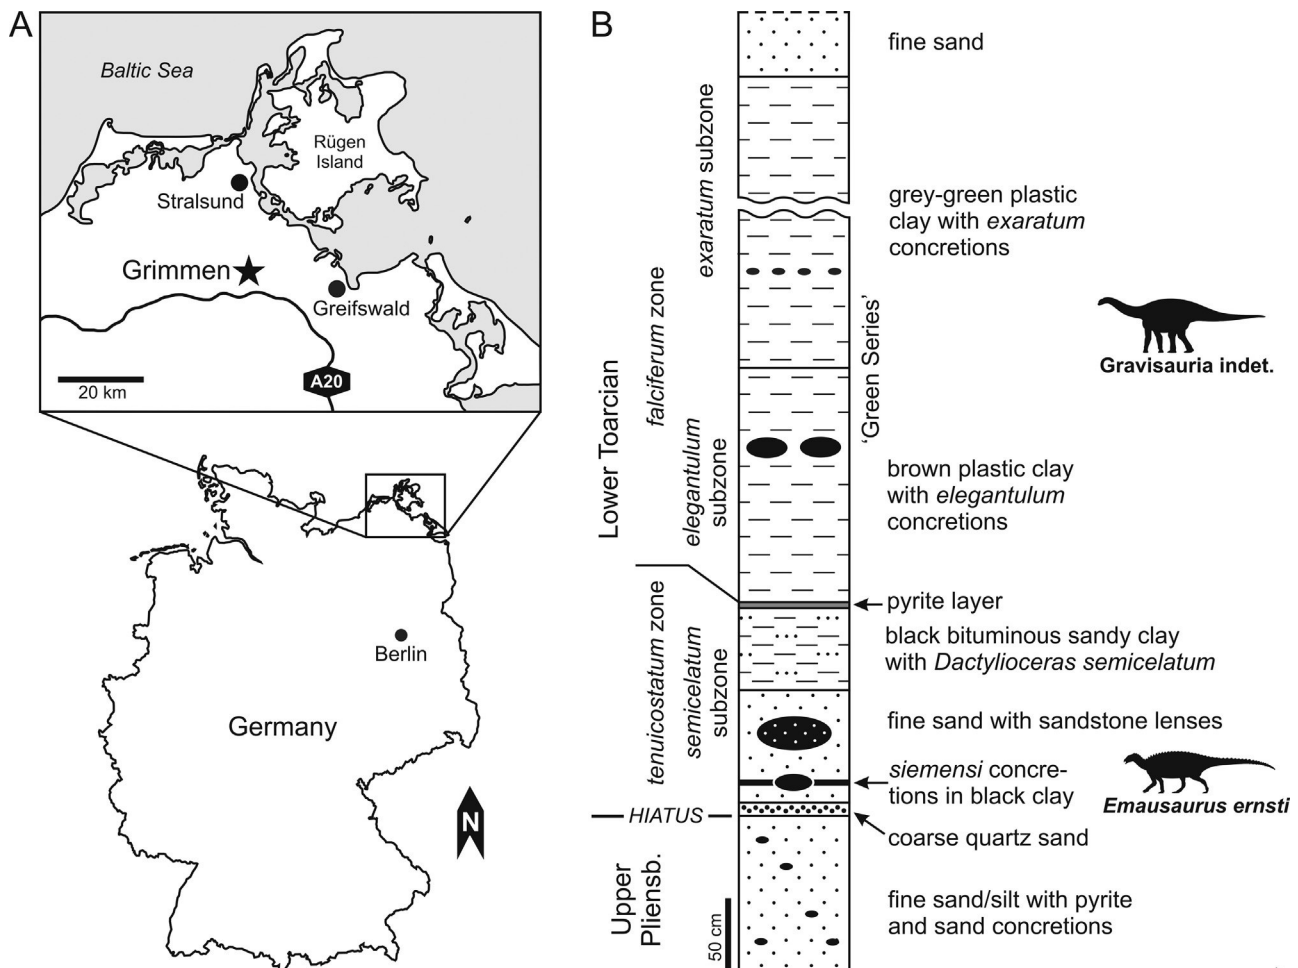 A
Baltic Sea
Rügen
Island
Stralsund
Grimmen
Greifswald
A20
20 km
Berlin
Germany
N
B
fine sand
exaratum subzone
grey-green plastic
clay with exaratum
concretions
'Green Series'
Gravisauria indet.
falciferum zone
Lower Toarcian
elegantulum
subzone
brown plastic clay
with elegantulum
concretions
pyrite layer
black bituminous sandy clay
with Dactylioceras semicelatum
tenuicostatum zone
semicelatum
subzone
fine sand with sandstone lenses
siemensi concre-
tions in black clay
Emausaurus ernsti
HIATUS
coarse quartz sand
Upper
Pliensb.
fine sand/silt with pyrite
and sand concretions
50 cm